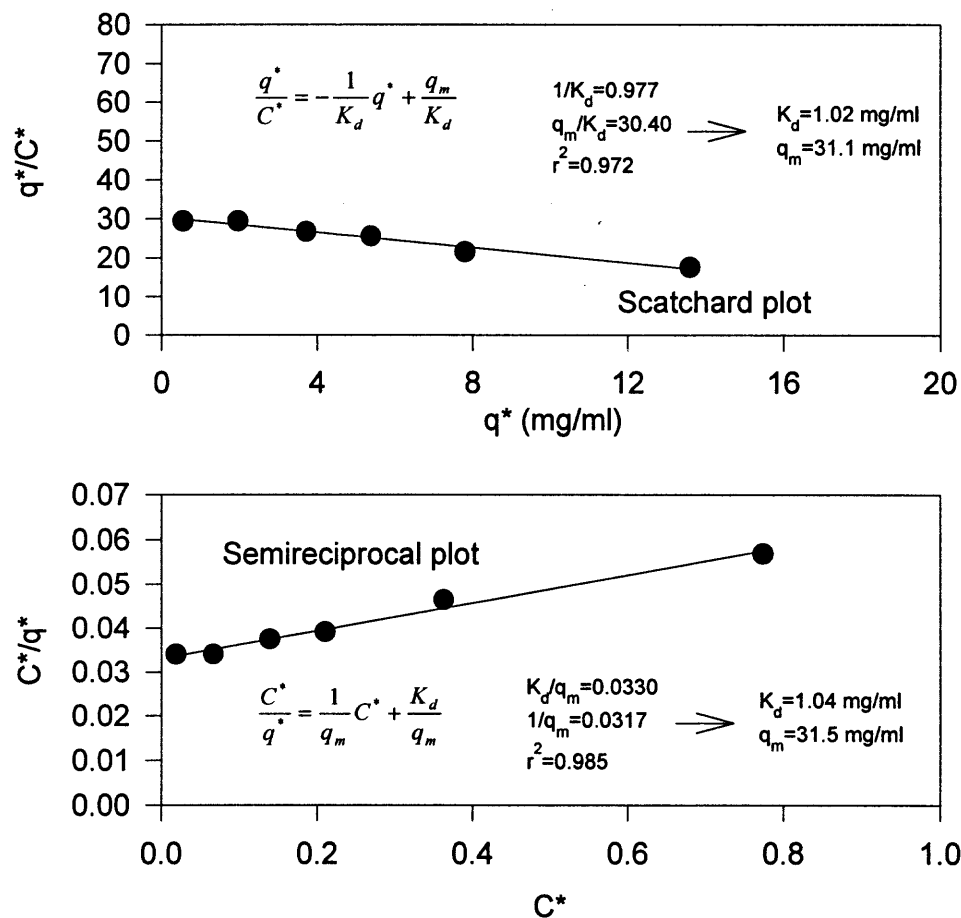 80
70
60
50
40
30
20
10
0
q*/C*
q*/C* = -1/K_d q* + q_m/K_d
1/K_d=0.977
q_m/K_d=30.40
r²=0.972
K_d=1.02 mg/ml
q_m=31.1 mg/ml
Scatchard plot
0 4 8 12 16 20
q* (mg/ml)
0.07
0.06
0.05
0.04
0.03
0.02
0.01
0.00
C*/q*
Semireciprocal plot
C*/q* = 1/q_m C* + K_d/q_m
K_d/q_m=0.0330
1/q_m=0.0317
r²=0.985
K_d=1.04 mg/ml
q_m=31.5 mg/ml
0.0 0.2 0.4 0.6 0.8 1.0
C*